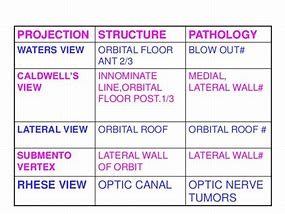 PROJECTION STRUCTURE PATHOLOGY
WATERS VIEW ORBITAL FLOOR BLOW OUT#
ANT 2/3
CALDWELL'S INNOMINATE MEDIAL,
VIEW LINE,ORBITAL LATERAL WALL#
FLOOR POST.1/3
LATERAL VIEW ORBITAL ROOF ORBITAL ROOF #
SUBMENTO LATERAL WALL LATERAL WALL#
VERTEX OF ORBIT
RHESE VIEW OPTIC CANAL OPTIC NERVE
TUMORS